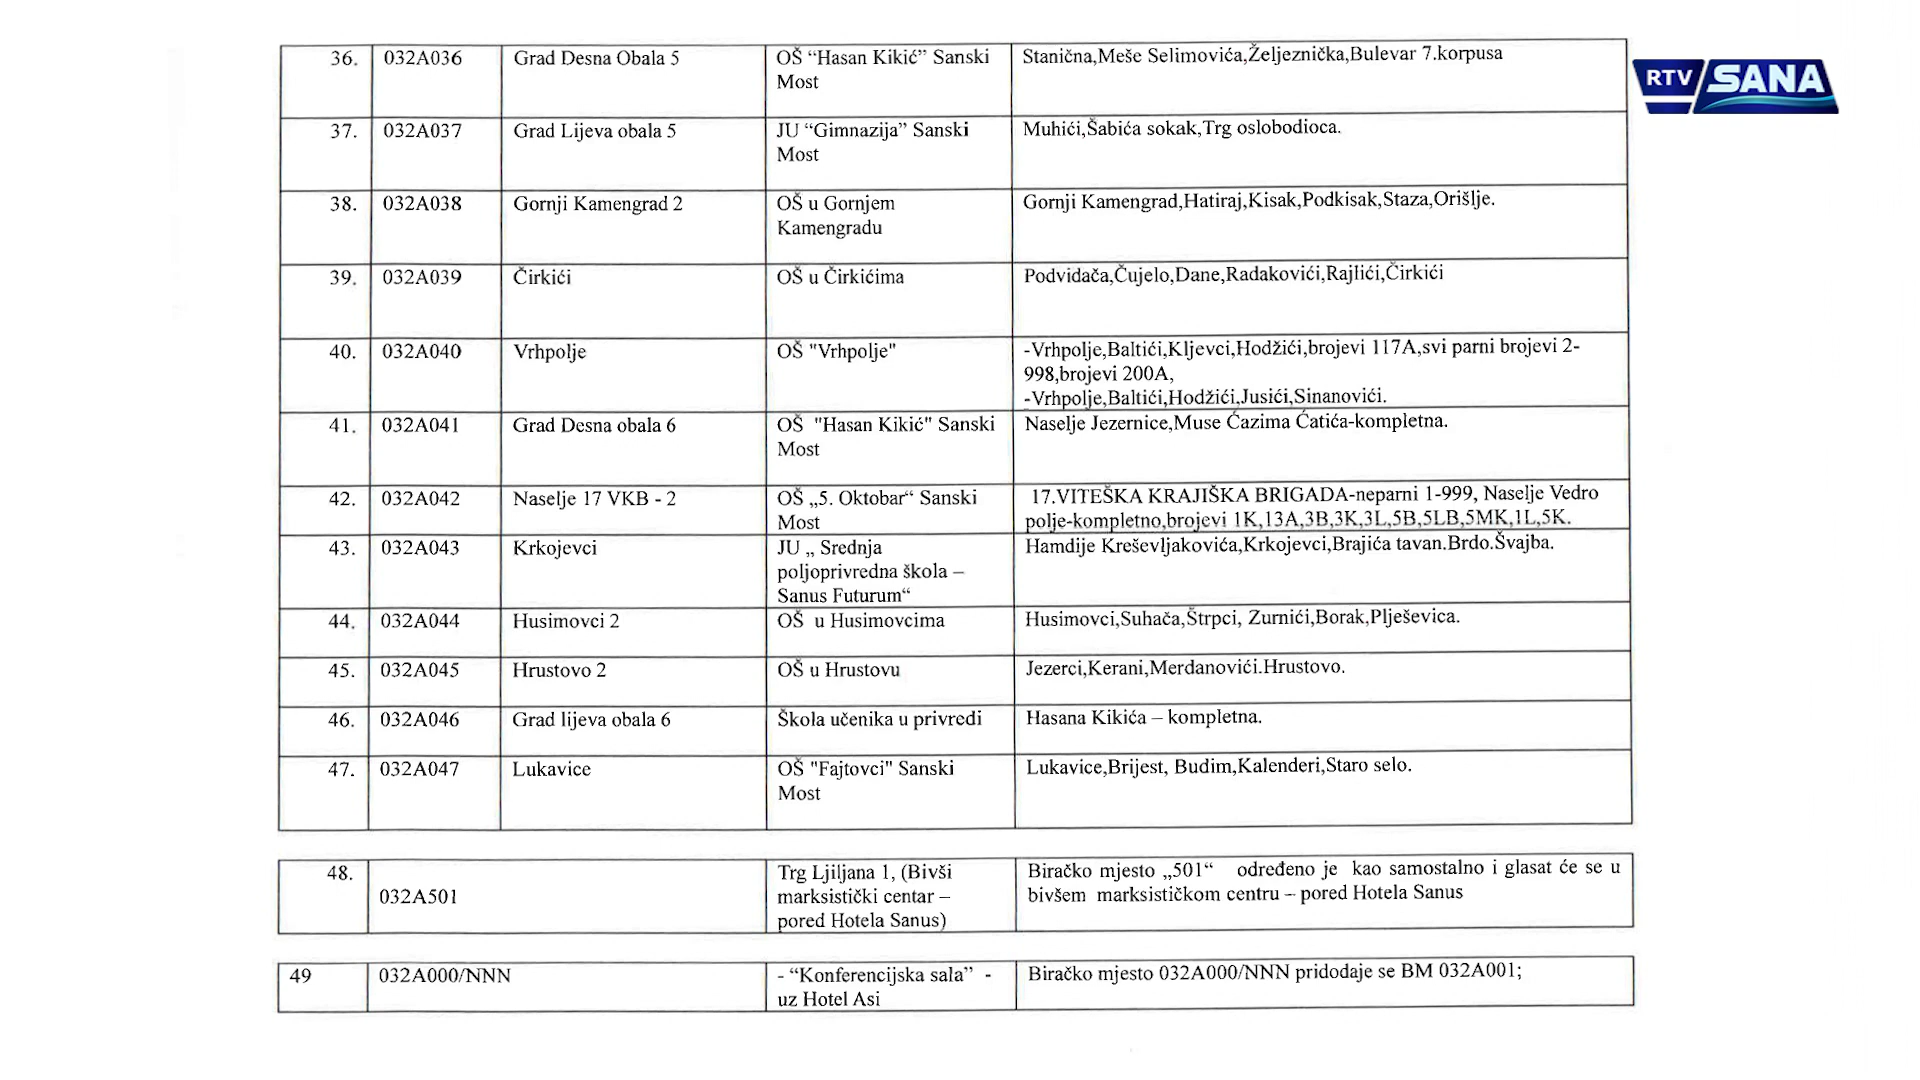 36. 032A036 Grad Desna Obala 5 OŠ “Hasan Kikić” Sanski Stanična,Meše Selimovića,Željeznička,Bulevar 7.korpusa
Most
RTV SANA
37. 032A037 Grad Lijeva obala 5 JU “Gimnazija” Sanski Muhići,Šabića sokak,Trg oslobodioca.
Most
38. 032A038 Gornji Kamengrad 2 OŠ u Gornjem Gornji Kamengrad,Hatiraj,Kisak,Podkisak,Staza,Orišlje.
Kamengradu
39. 032A039 Čirkići OŠ u Čirkićima Podvidača,Čujelo,Dane,Radakovići,Rajlići,Čirkići
40. 032A040 Vrhpolje OŠ "Vrhpolje" -Vrhpolje,Baltići,Kljevci,Hodžići,brojevi 117A,svi parni brojevi 2-
998,brojevi 200A,
-Vrhpolje,Baltići,Hodžići,Jusići,Sinanovići.
41. 032A041 Grad Desna obala 6 OŠ "Hasan Kikić" Sanski Naselje Jezernice,Muse Ćazima Ćatića-kompletna.
Most
42. 032A042 Naselje 17 VKB - 2 OŠ „5. Oktobar“ Sanski 17.VITEŠKA KRAJIŠKA BRIGADA-neparni 1-999, Naselje Vedro
Most polje-kompletno,brojevi 1K,13A,3B,3K,3L,5B,5LB,5MK,1L,5K.
43. 032A043 Krkojevci JU „ Srednja Hamdije Kreševljakovića,Krkojevci,Brajića tavan.Brdo.Švajba.
poljoprivredna škola –
Sanus Futurum“
44. 032A044 Husimovci 2 OŠ u Husimovcima Husimovci,Suhača,Štrpci, Zurnići,Borak,Plješevica.
45. 032A045 Hrustovo 2 OŠ u Hrustovu Jezerci,Kerani,Merdanovići.Hrustovo.
46. 032A046 Grad lijeva obala 6 Škola učenika u privredi Hasana Kikića – kompletna.
47. 032A047 Lukavice OŠ "Fajtovci" Sanski Lukavice,Brijest, Budim,Kalenderi,Staro selo.
Most
48. Trg Ljiljana 1, (Bivši Biračko mjesto „501“ određeno je kao samostalno i glasat će se u
032A501 marksistički centar – bivšem marksističkom centru – pored Hotela Sanus
pored Hotela Sanus)
49 032A000/NNN - “Konferencijska sala” - Biračko mjesto 032A000/NNN pridodaje se BM 032A001;
uz Hotel Asi